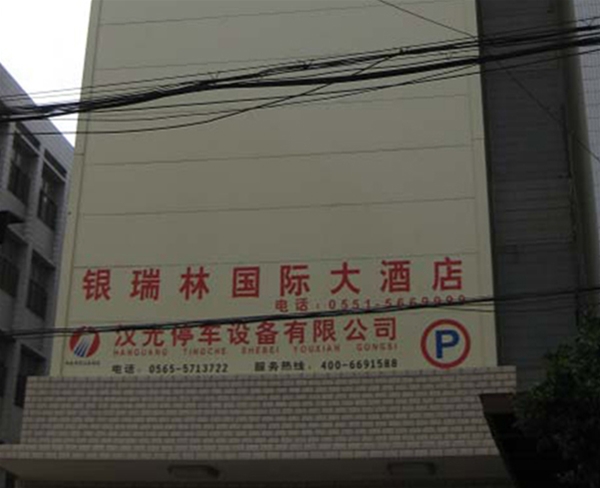 银瑞林国际大酒店
电话:0551-5669999
汉光停车设备有限公司
HANGUANG TINGCHE SHEBEI YOUXIAN GONGSI
HANGUANG
P
电话:0565-5713722 服务热线:400-6691588